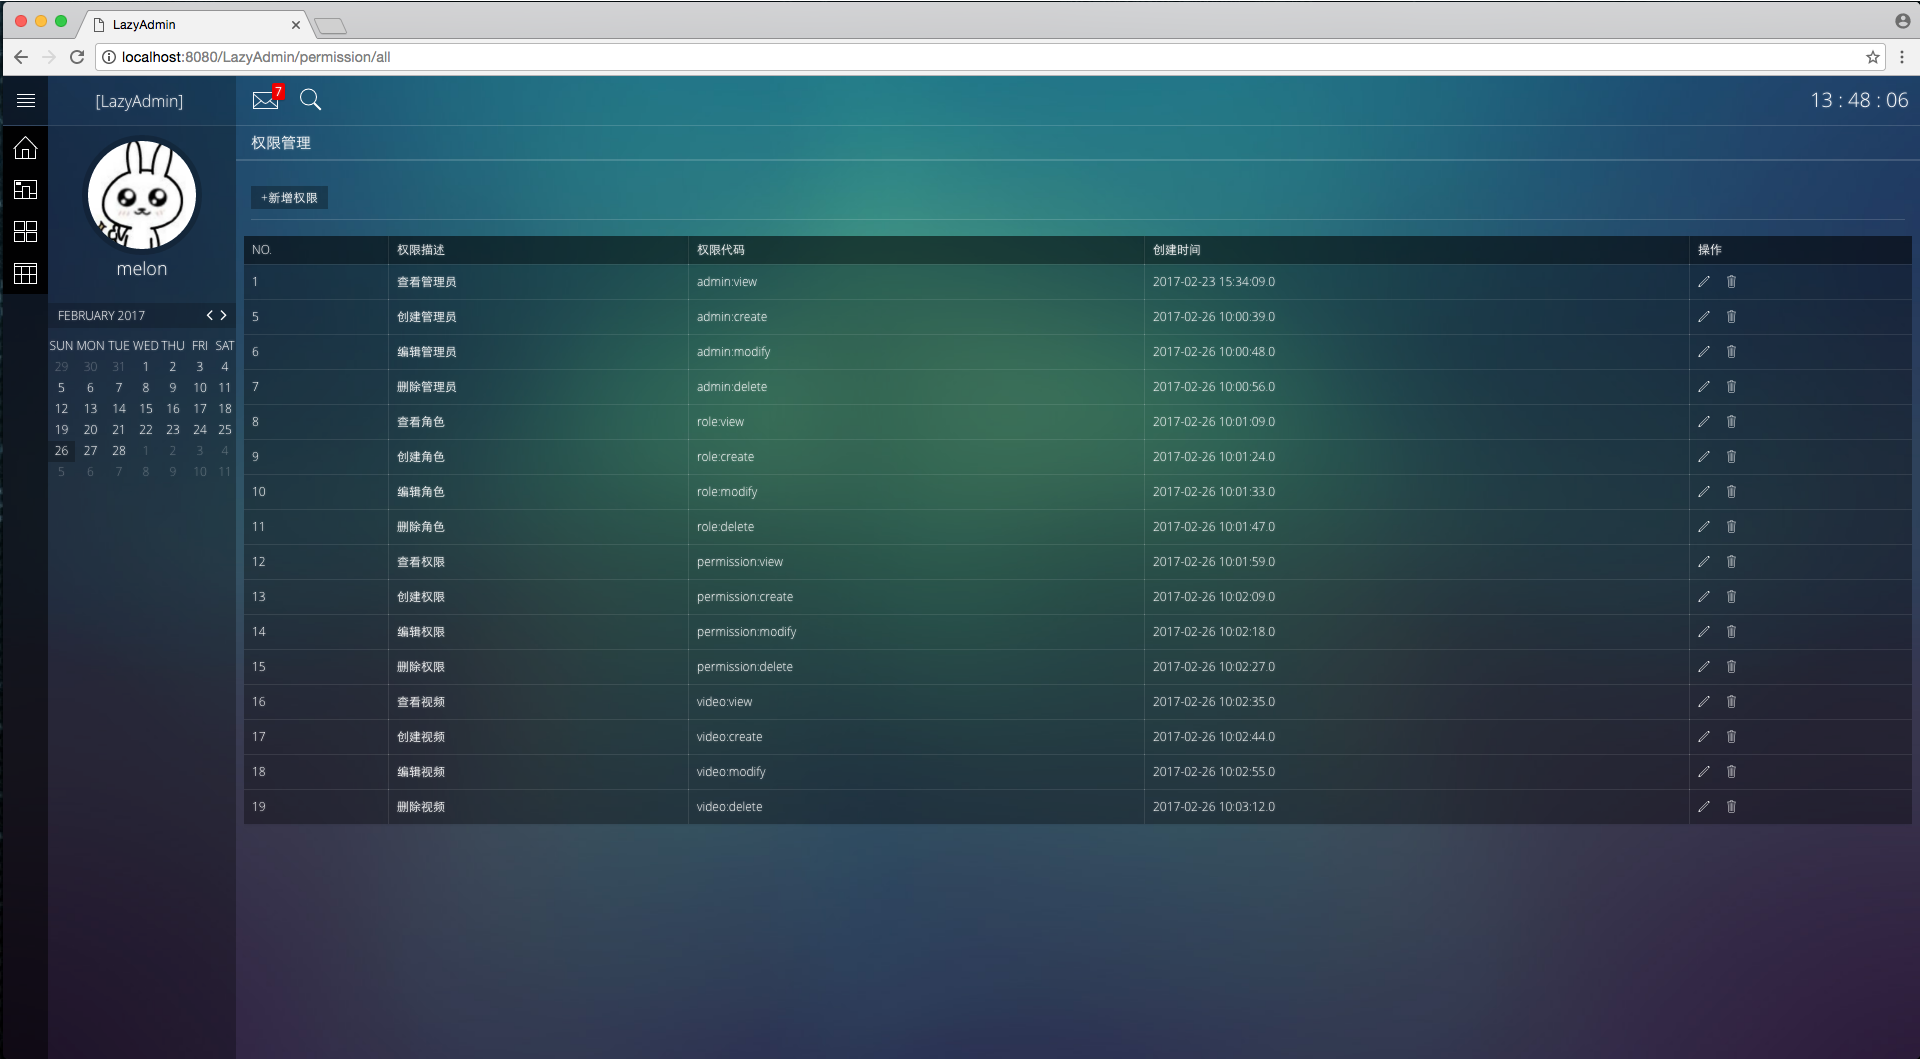 LazyAdmin
localhost:8080/LazyAdmin/permission/all
[LazyAdmin]
7
13 : 48 : 06
权限管理
melon
FEBRUARY 2017
SUN MON TUE WED THU FRI SAT
29 30 31 1 2 3 4
5 6 7 8 9 10 11
12 13 14 15 16 17 18
19 20 21 22 23 24 25
26 27 28 1 2 3 4
5 6 7 8 9 10 11
+新增权限
NO. 权限描述 权限代码 创建时间 操作
1 查看管理员 admin:view 2017-02-23 15:34:09.0
5 创建管理员 admin:create 2017-02-26 10:00:39.0
6 编辑管理员 admin:modify 2017-02-26 10:00:48.0
7 删除管理员 admin:delete 2017-02-26 10:00:56.0
8 查看角色 role:view 2017-02-26 10:01:09.0
9 创建角色 role:create 2017-02-26 10:01:24.0
10 编辑角色 role:modify 2017-02-26 10:01:33.0
11 删除角色 role:delete 2017-02-26 10:01:47.0
12 查看权限 permission:view 2017-02-26 10:01:59.0
13 创建权限 permission:create 2017-02-26 10:02:09.0
14 编辑权限 permission:modify 2017-02-26 10:02:18.0
15 删除权限 permission:delete 2017-02-26 10:02:27.0
16 查看视频 video:view 2017-02-26 10:02:35.0
17 创建视频 video:create 2017-02-26 10:02:44.0
18 编辑视频 video:modify 2017-02-26 10:02:55.0
19 删除视频 video:delete 2017-02-26 10:03:12.0